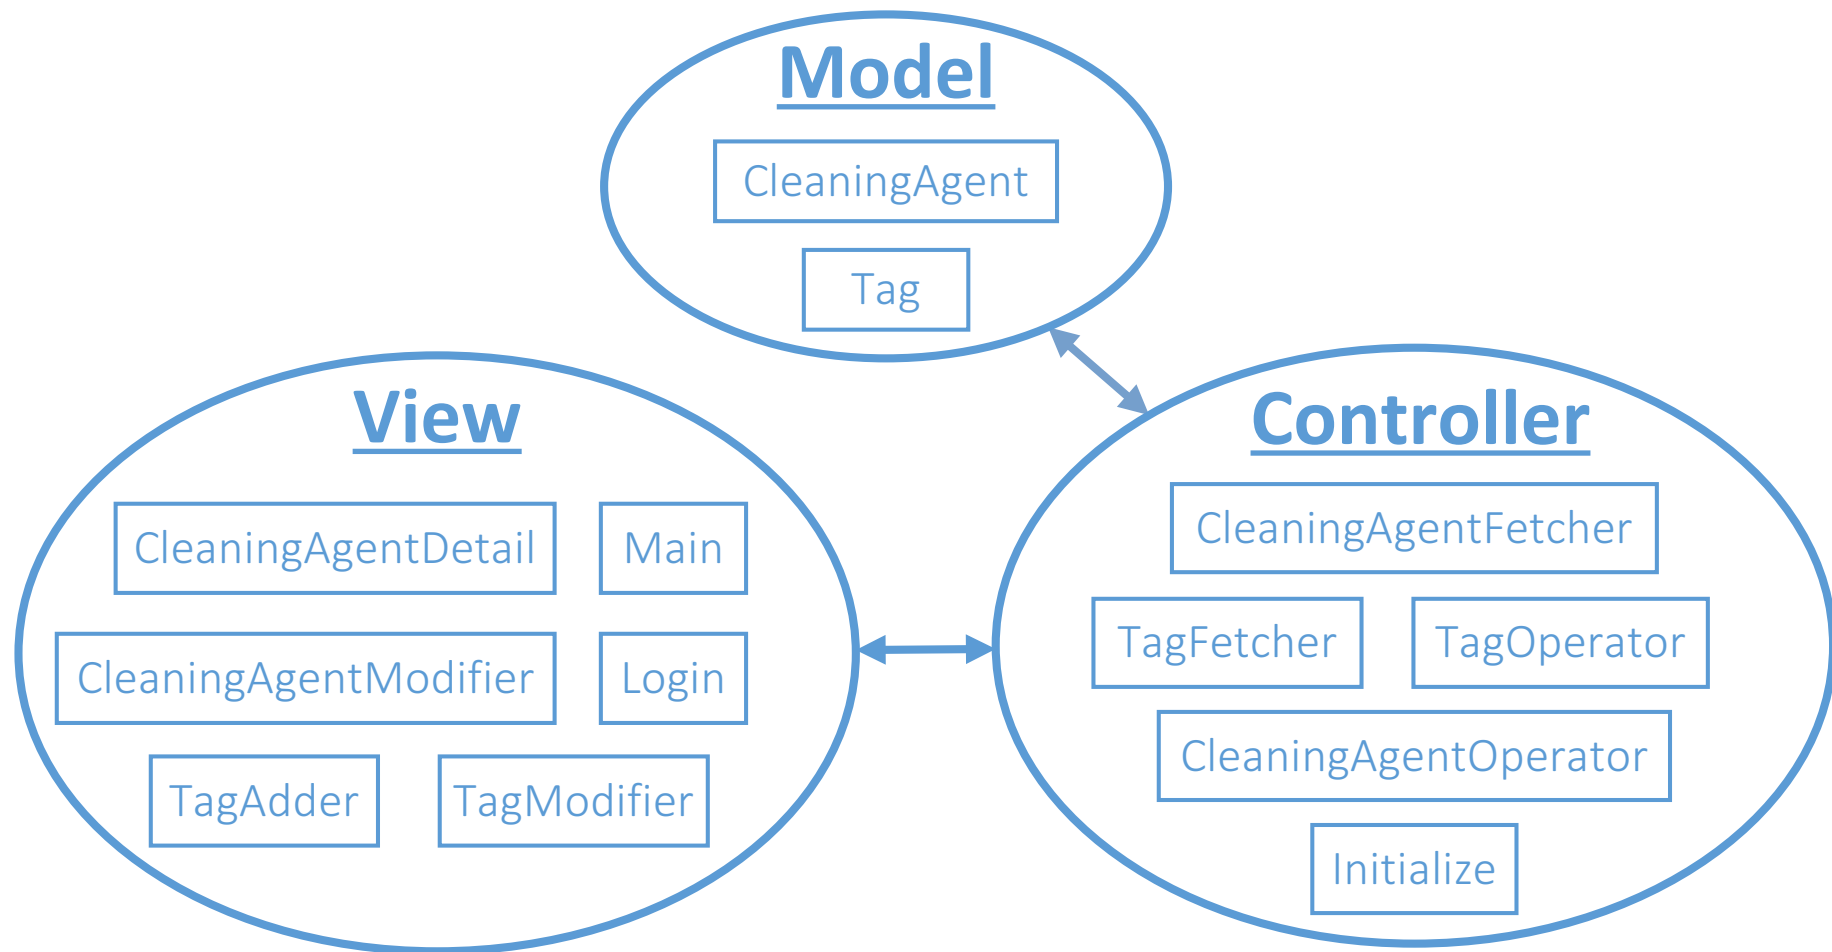 Model
CleaningAgent
Tag
View
CleaningAgentDetail
Main
CleaningAgentModifier
Login
TagAdder
TagModifier
Controller
CleaningAgentFetcher
TagFetcher
TagOperator
CleaningAgentOperator
Initialize